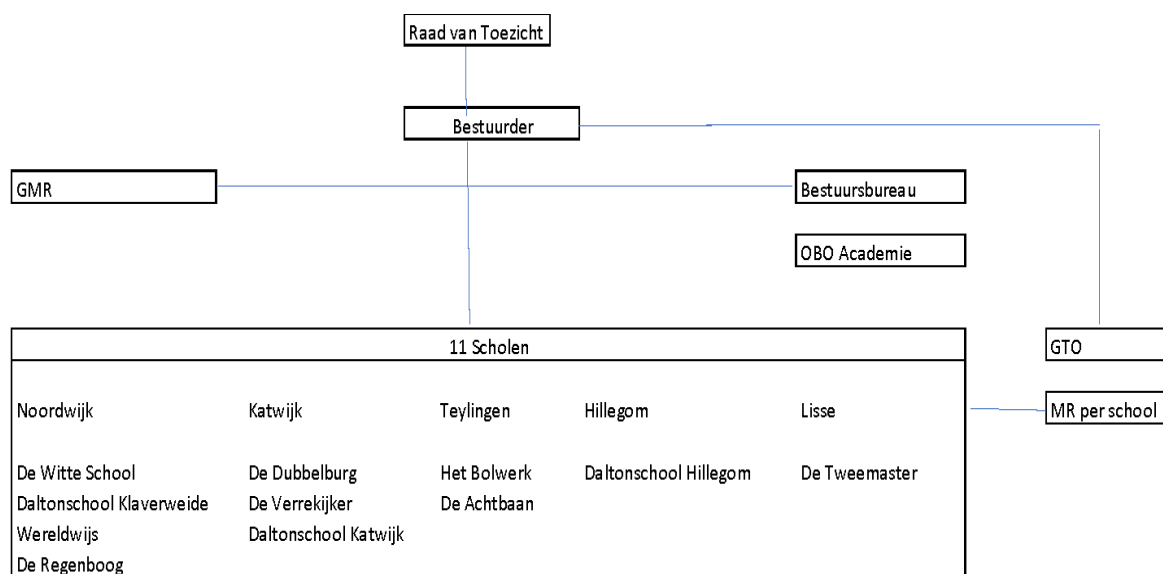 Raad van Toezicht
Bestuurder
GMR
Bestuursbureau
OBO Academie
11 Scholen
GTO
Noordwijk Katwijk Teylingen Hillegom Lisse
MR per school
De Witte School De Dubbelburg Het Bolwerk Daltonschool Hillegom De Tweemaster
Daltonschool Klaverweide De Verrekijker De Achtbaan
Wereldwijs Daltonschool Katwijk
De Regenboog